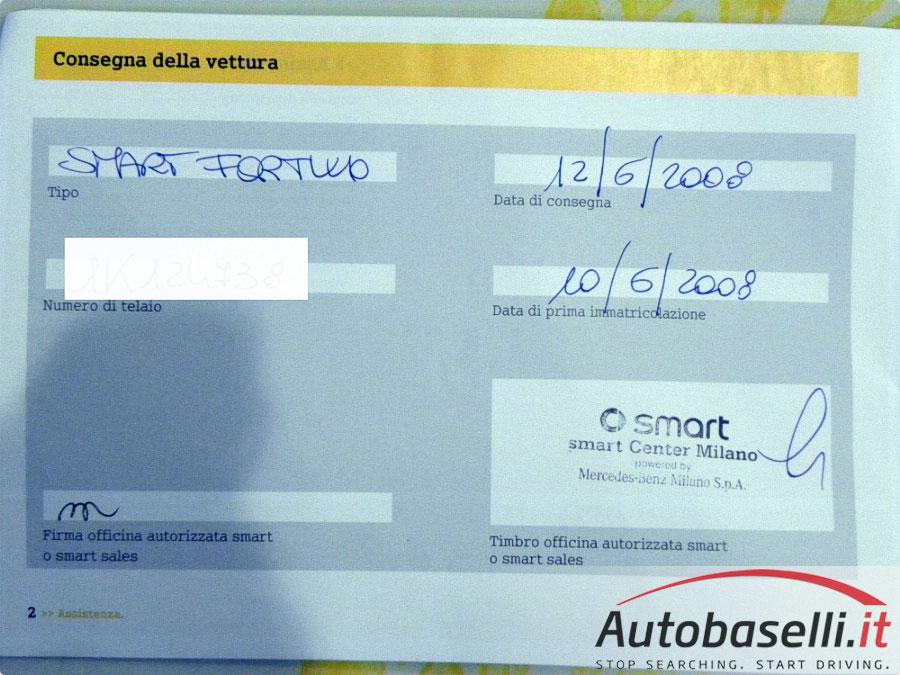 Consegna della vettura
SMART FORTWO
Tipo
12/6/2008
Data di consegna
Numero di telaio
10/6/2008
Data di prima immatricolazione
smart
smart Center Milano
powered by
Mercedes-Benz Milano S.p.A.
Firma officina autorizzata smart
o smart sales
Timbro officina autorizzata smart
o smart sales
2 >> Assistenza.
Autobaselli.it
STOP SEARCHING. START DRIVING.